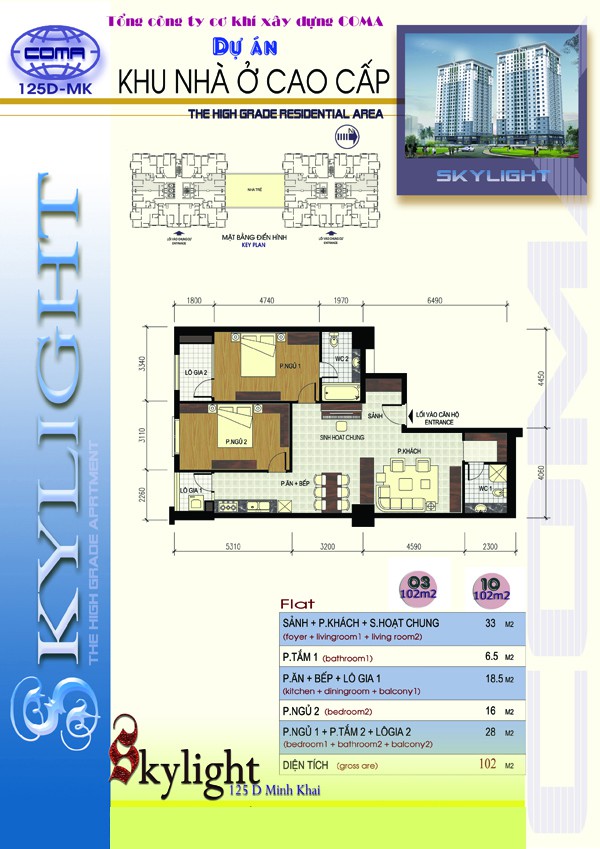 Tổng công ty cơ khí xây dựng COMA
COMA
125D-MK
Dự án
KHU NHÀ Ở CAO CẤP
THE HIGH GRADE RESIDENTIAL AREA
SKYLIGHT
NHÀ TRẺ
LỐI VÀO CHUNG CƯ
ENTRANCE
MẶT BẰNG ĐIỂN HÌNH
KEY PLAN
LỐI VÀO CHUNG CƯ
ENTRANCE
SKYLIGHT
THE HIGH GRADE APRTMENT
COMA
1800 4740 1970 6490
3340 3110 2260
4450 4060
LÔ GIA 2
P.NGỦ 1
WC 2
SẢNH
LỐI VÀO CĂN HỘ
ENTRANCE
P.NGỦ 2
SINH HOẠT CHUNG
P.KHÁCH
LÔ GIA 1
P.ĂN + BẾP
WC 1
5310 3200 4590 2300
Flat
03
102m2
10
102m2
SẢNH + P.KHÁCH + S.HOẠT CHUNG 33 M2
(foyer + livingroom1 + living room2)
P.TẮM 1 (bathroom1) 6.5 M2
P.ĂN + BẾP + LÔ GIA 1 18.5 M2
(kitchen + diningroom + balcony1)
P.NGỦ 2 (bedroom2) 16 M2
P.NGỦ 1 + P.TẮM 2 + LÔGIA 2 28 M2
(bedroom1 + bathroom2 + balcony2)
DIỆN TÍCH (gross are) 102 M2
Skylight
125 D Minh Khai